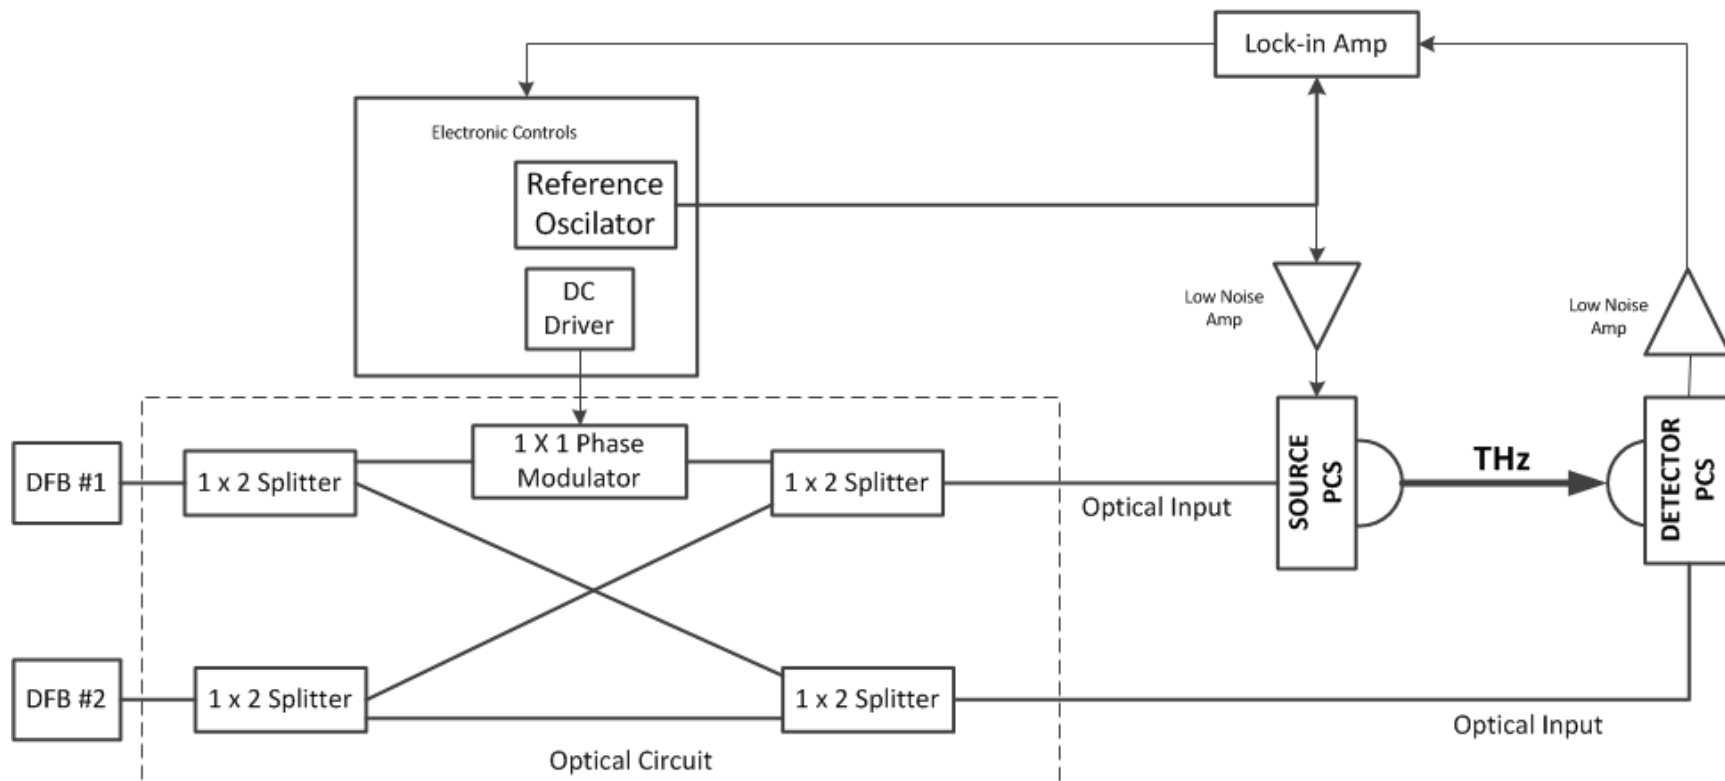 Lock-in Amp
Electronic Controls
Reference
Oscilator
DC
Driver
Low Noise
Amp
Low Noise
Amp
1 X 1 Phase
Modulator
DFB #1
1 x 2 Splitter
1 x 2 Splitter
Optical Input
SOURCE
PCS
THz
DETECTOR
PCS
DFB #2
1 x 2 Splitter
1 x 2 Splitter
Optical Input
Optical Circuit